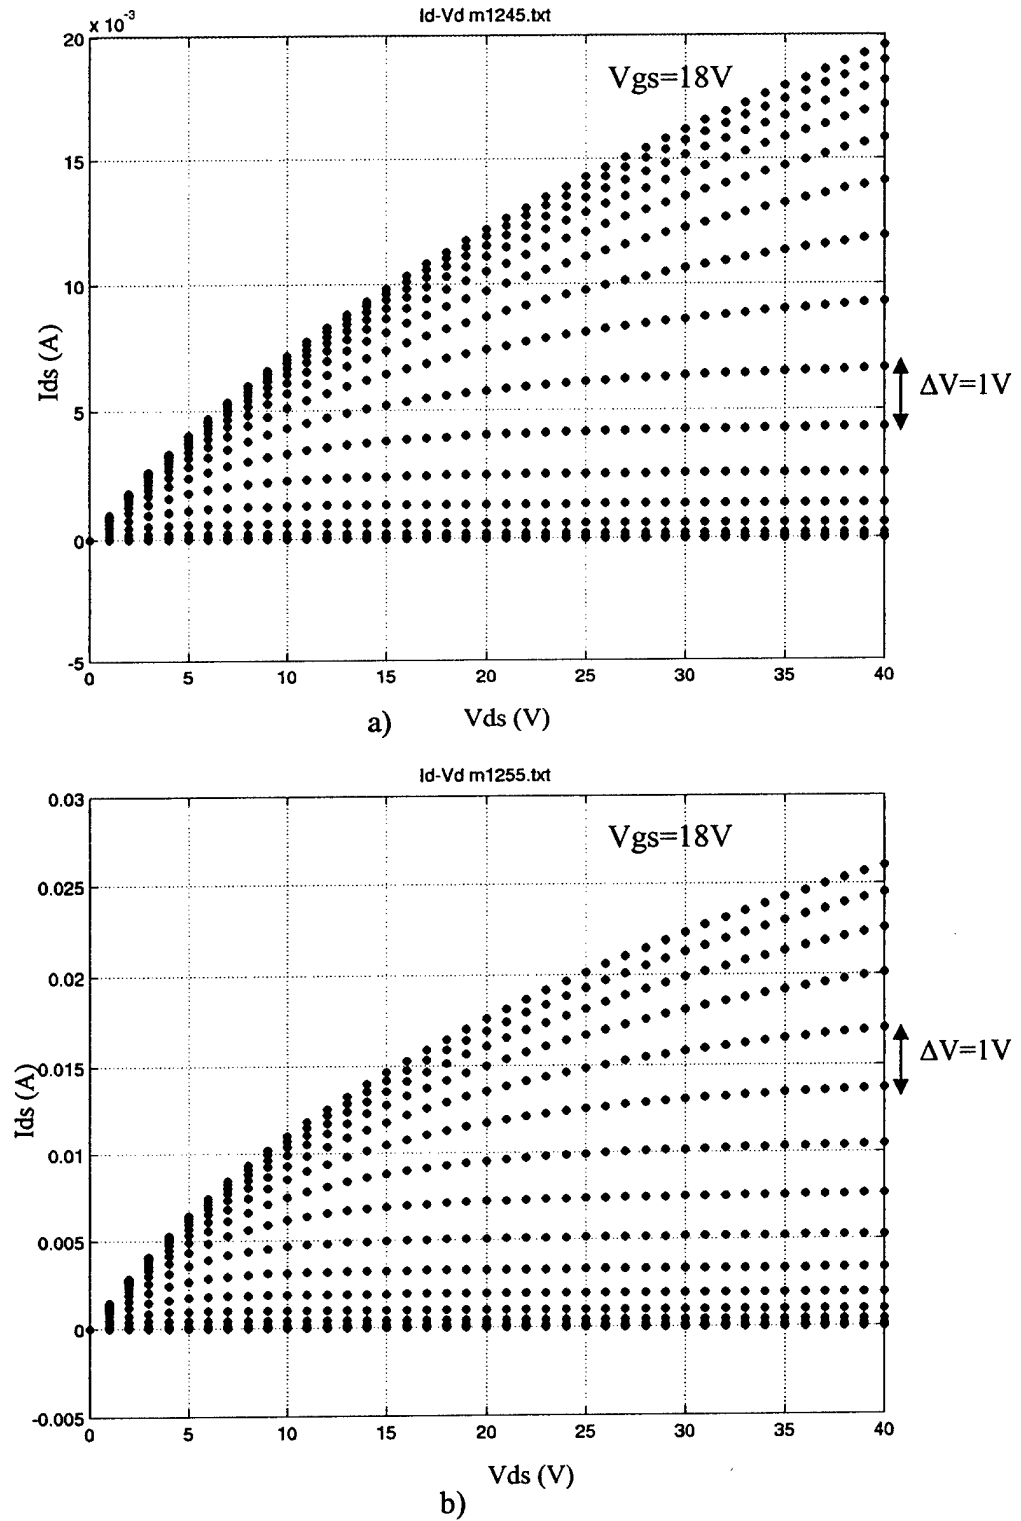 Id-Vd m1245.txt
x 10-3
20
15
10
5
0
-5
Ids (A)
Vgs=18V
ΔV=1V
0 5 10 15 20 25 30 35 40
a) Vds (V)
Id-Vd m1255.txt
0.03
0.025
0.02
0.015
0.01
0.005
0
-0.005
Ids (A)
Vgs=18V
ΔV=1V
0 5 10 15 20 25 30 35 40
Vds (V)
b)